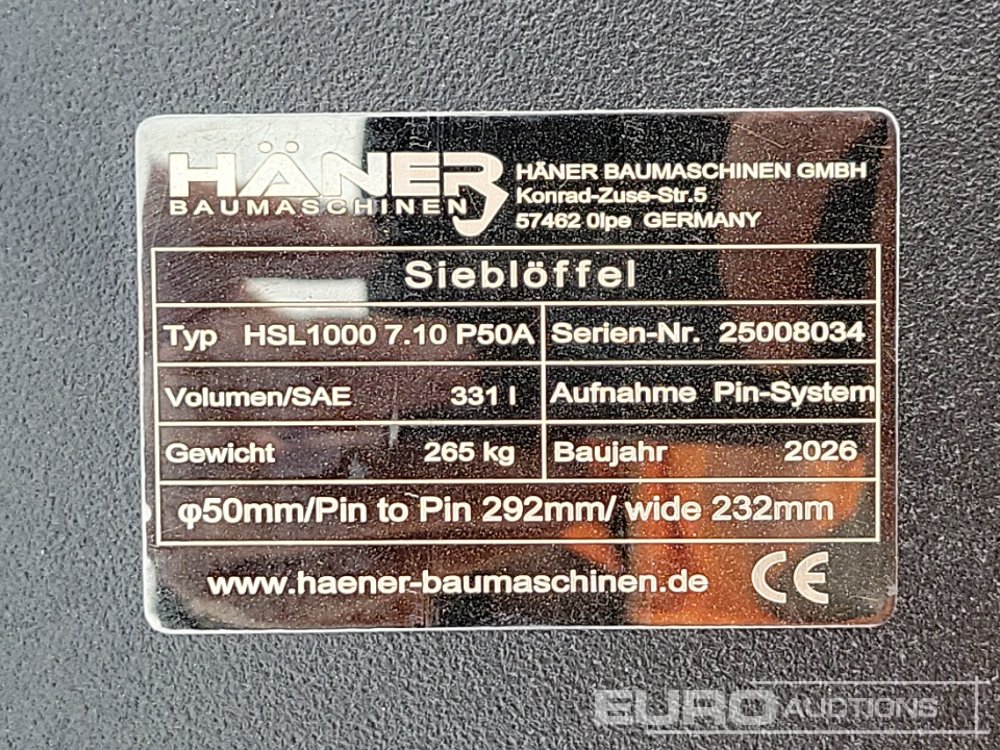 HÄNER
BAUMASCHINEN
HÄNER BAUMASCHINEN GMBH
Konrad-Zuse-Str.5
57462 0lpe GERMANY
Sieblöffel
Typ HSL1000 7.10 P50A Serien-Nr. 25008034
Volumen/SAE 331 l Aufnahme Pin-System
Gewicht 265 kg Baujahr 2026
φ50mm/Pin to Pin 292mm/ wide 232mm
www.haener-baumaschinen.de CE
EURO AUCTIONS